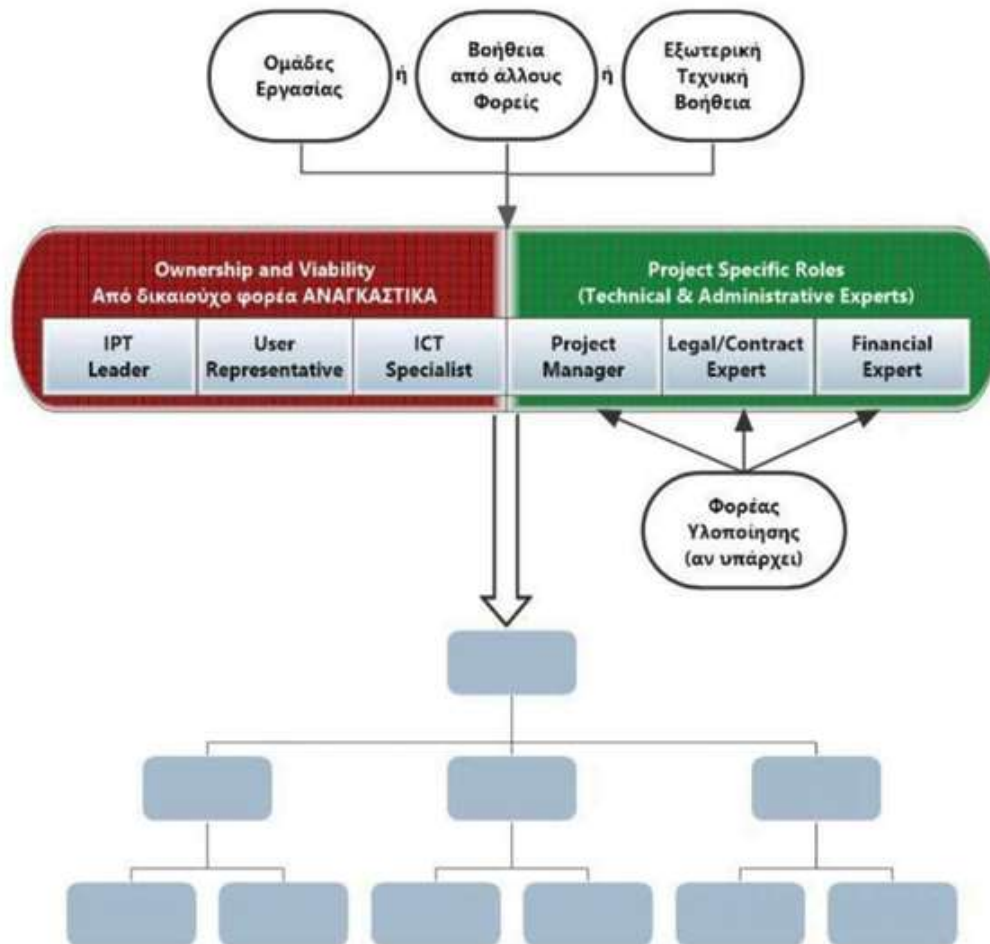 Ομάδες
Εργασίας
ή
Βοήθεια
από άλλους
Φορείς
ή
Εξωτερική
Τεχνική
Βοήθεια
Ownership and Viability
Από δικαιούχο φορέα ΑΝΑΓΚΑΣΤΙΚΑ
Project Specific Roles
(Technical & Administrative Experts)
IPT
Leader
User
Representative
ICT
Specialist
Project
Manager
Legal/Contract
Expert
Financial
Expert
Φορέας
Υλοποίησης
(αν υπάρχει)